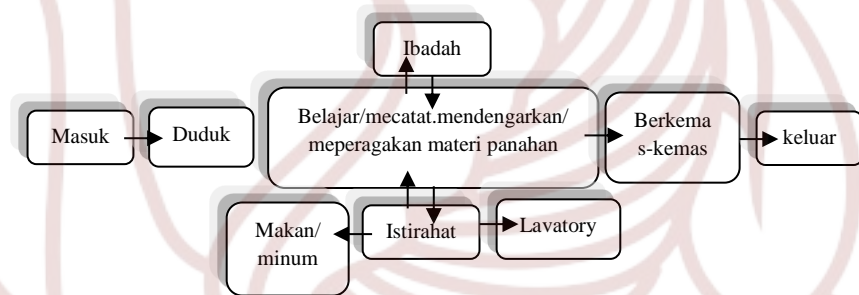 Ibadah
Masuk
Duduk
Belajar/mecatat.mendengarkan/
meperagakan materi panahan
Berkema
s-kemas
keluar
Makan/
minum
Istirahat
Lavatory